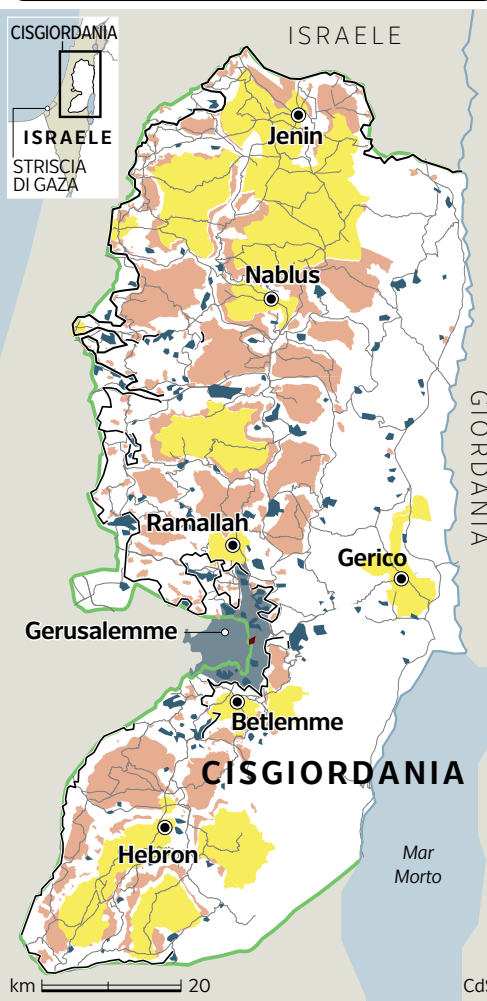 CISGIORDANIA
ISRAELE
ISRAELE
STRISCIA
DI GAZA
Jenin
Nablus
GIORDANIA
Ramallah
Gerico
Gerusalemme
Betlemme
CISGIORDANIA
Hebron
Mar
Morto
km 20
CdS